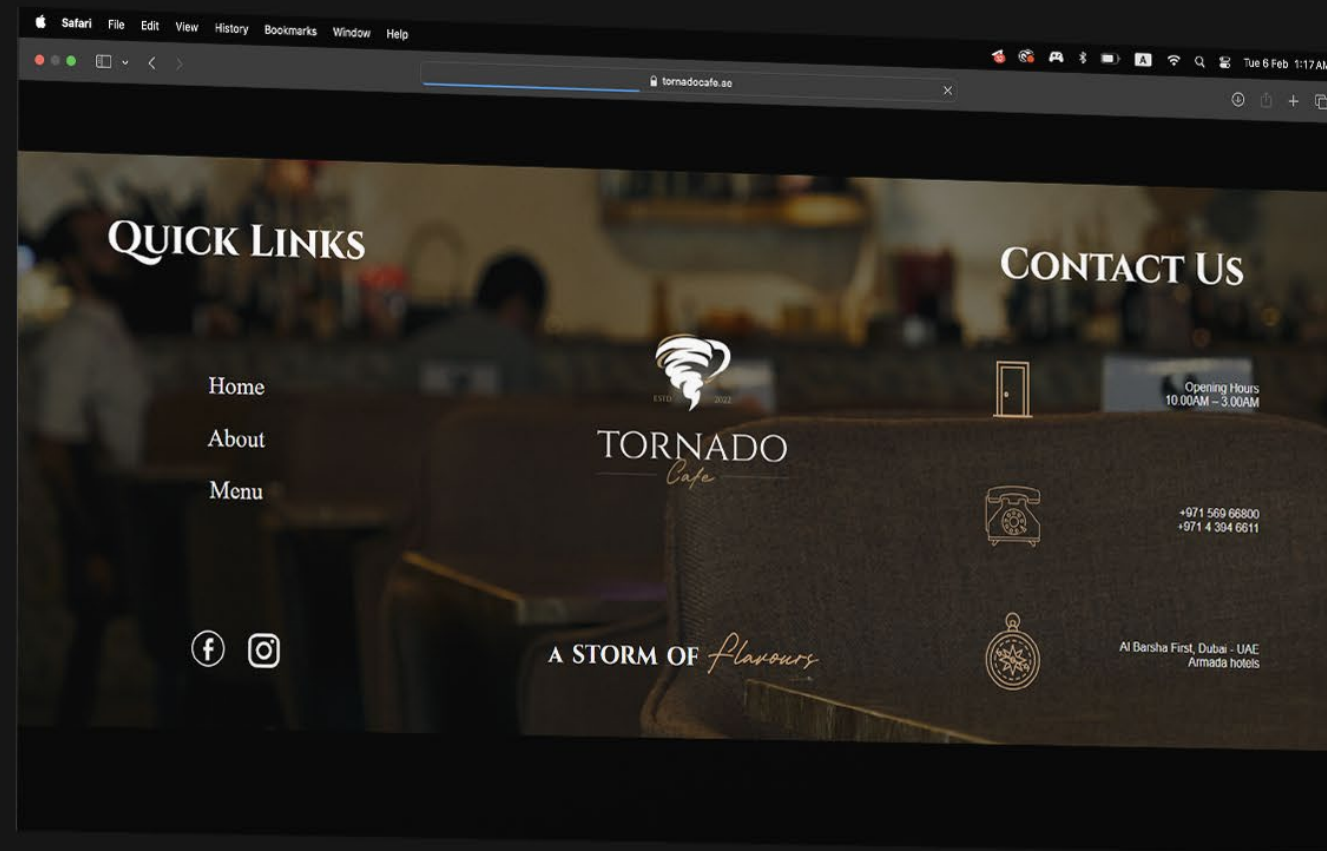 Safari File Edit View History Bookmarks Window Help
A Tue 6 Feb 1:17 AM
tornadocafe.ae
QUICK LINKS
Home
About
Menu
ESTD 2022
TORNADO
Cafe
A STORM OF flavours
CONTACT US
Opening Hours
10.00AM – 3.00AM
+971 569 66800
+971 4 394 6611
Al Barsha First, Dubai - UAE
Armada hotels